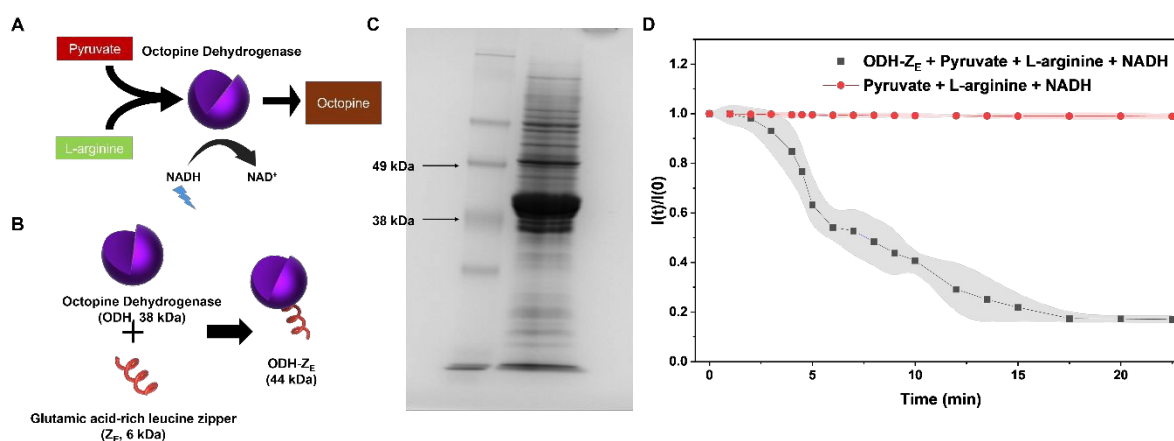 A
Pyruvate
Octopine Dehydrogenase
Octopine
L-arginine
NADH
NAD⁺
B
Octopine Dehydrogenase
(ODH, 38 kDa)
+
Glutamic acid-rich leucine zipper
(Z_E, 6 kDa)
ODH-Z_E
(44 kDa)
C
49 kDa
38 kDa
D
ODH-Z_E + Pyruvate + L-arginine + NADH
Pyruvate + L-arginine + NADH
I(t)/I(0)
1.2
1.0
0.8
0.6
0.4
0.2
0.0
0
5
10
15
20
Time (min)